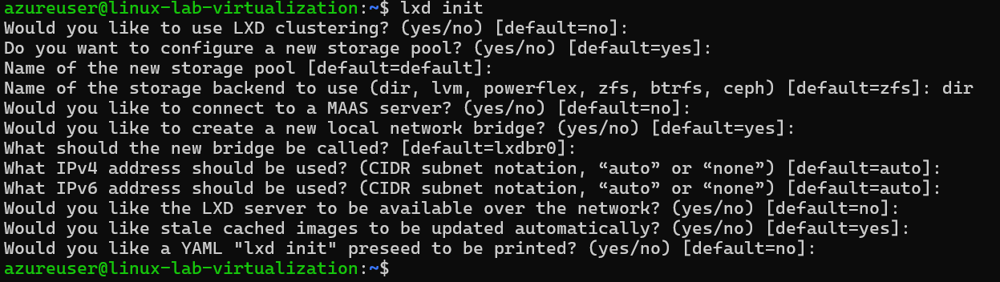 azureuser@linux-lab-virtualization:~$ lxd init
Would you like to use LXD clustering? (yes/no) [default=no]:
Do you want to configure a new storage pool? (yes/no) [default=yes]:
Name of the new storage pool [default=default]:
Name of the storage backend to use (dir, lvm, powerflex, zfs, btrfs, ceph) [default=zfs]: dir
Would you like to connect to a MAAS server? (yes/no) [default=no]:
Would you like to create a new local network bridge? (yes/no) [default=yes]:
What should the new bridge be called? [default=lxdbr0]:
What IPv4 address should be used? (CIDR subnet notation, “auto” or “none”) [default=auto]:
What IPv6 address should be used? (CIDR subnet notation, “auto” or “none”) [default=auto]:
Would you like the LXD server to be available over the network? (yes/no) [default=no]:
Would you like stale cached images to be updated automatically? (yes/no) [default=yes]:
Would you like a YAML "lxd init" preseed to be printed? (yes/no) [default=no]:
azureuser@linux-lab-virtualization:~$